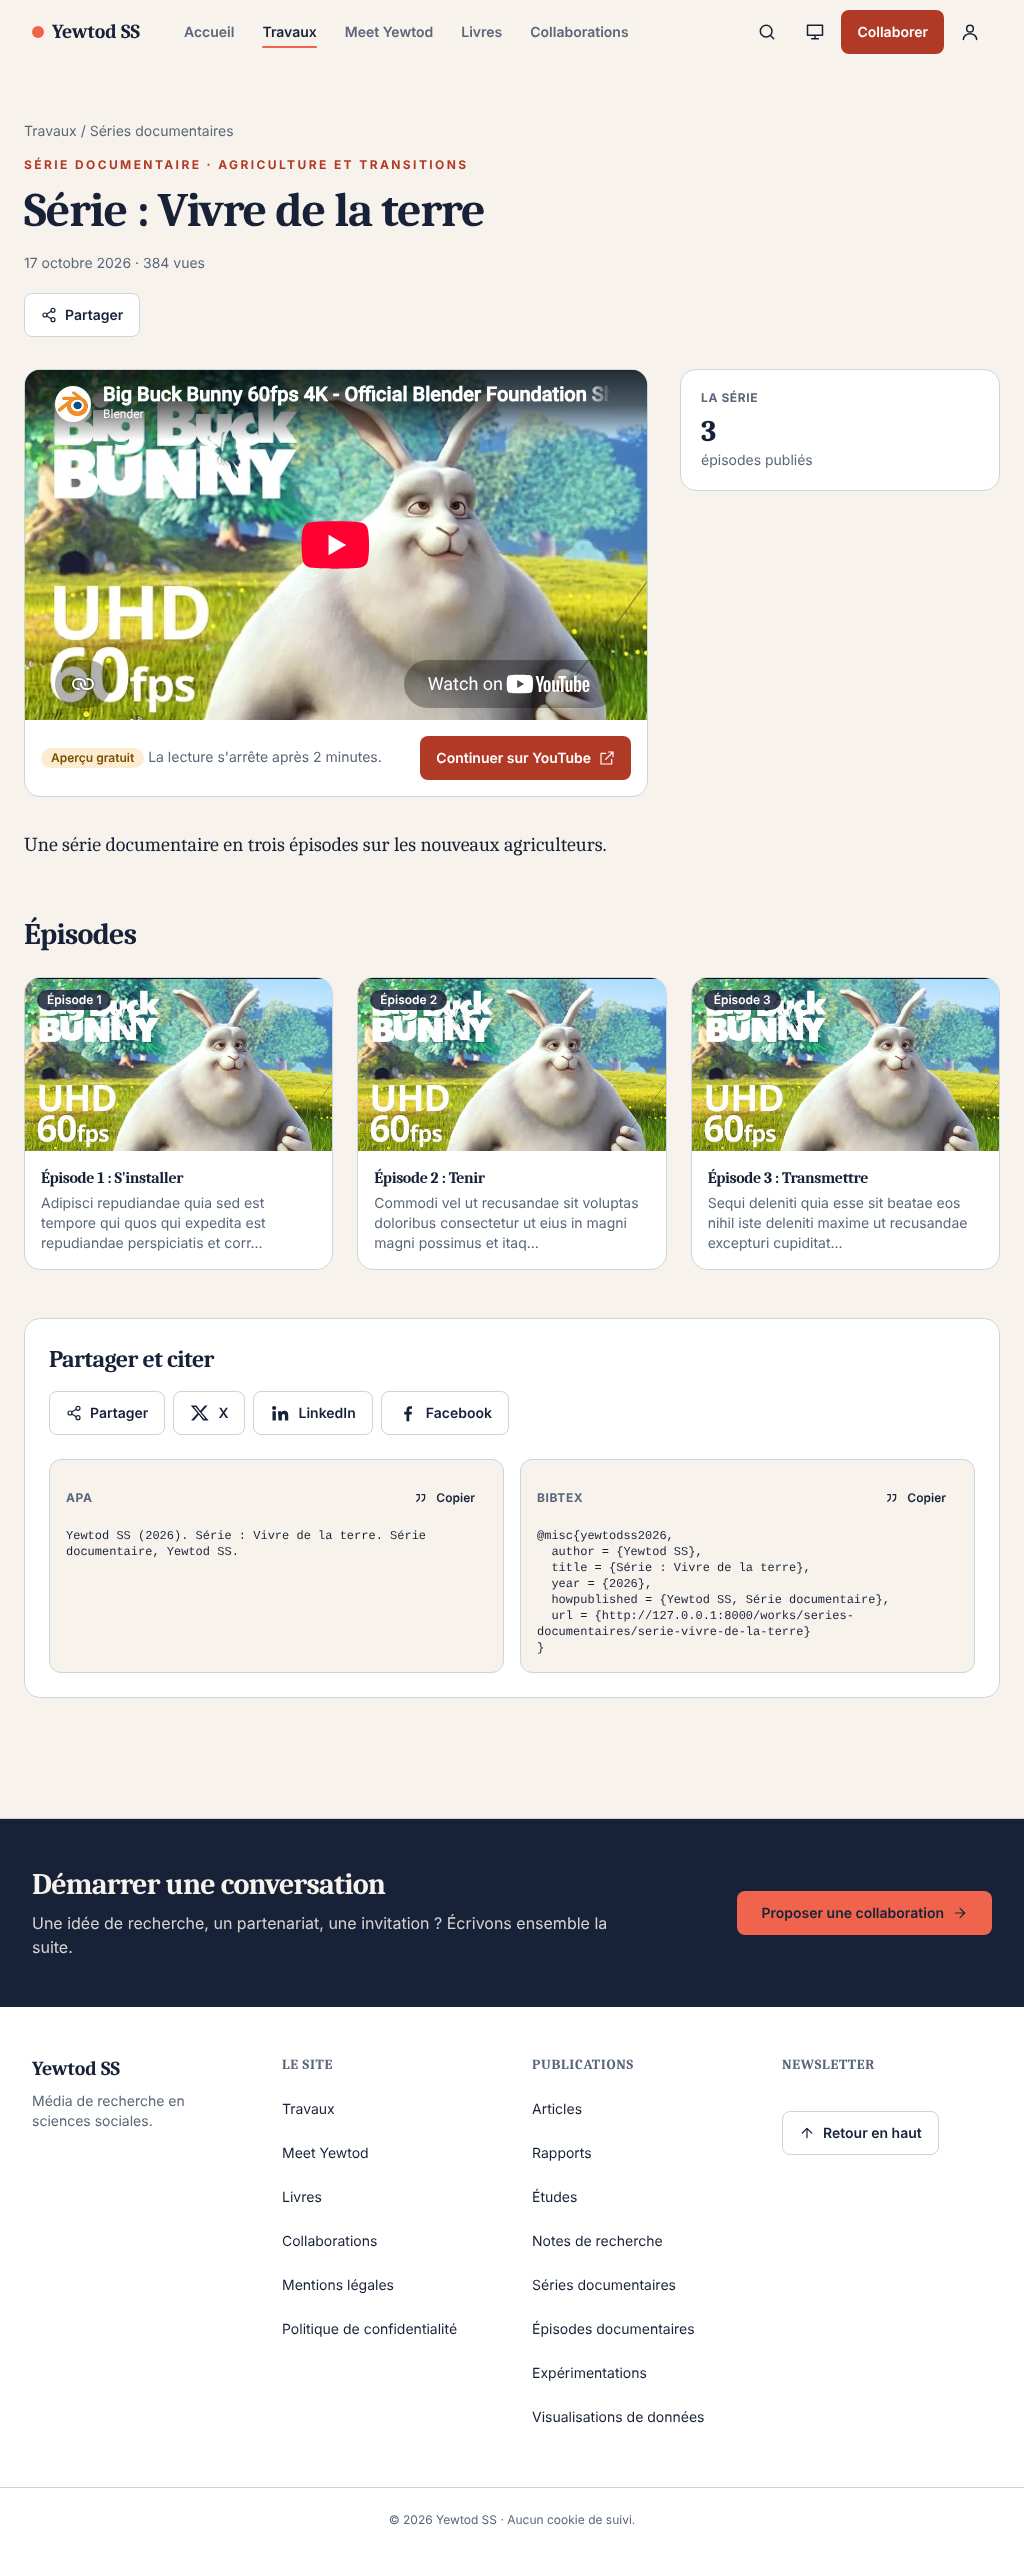 Yewtod SS
Accueil
Travaux
Meet Yewtod
Livres
Collaborations
Collaborer
Travaux / Séries documentaires
SÉRIE DOCUMENTAIRE · AGRICULTURE ET TRANSITIONS
Série : Vivre de la terre
17 octobre 2026 · 384 vues
Partager
Big Buck Bunny 60fps 4K - Official Blender Foundation Sh
Blender
Big Buck
BUNNY
UHD
60fps
Watch on YouTube
Aperçu gratuit La lecture s'arrête après 2 minutes.
Continuer sur YouTube
LA SÉRIE
3
épisodes publiés
Une série documentaire en trois épisodes sur les nouveaux agriculteurs.
Épisodes
Épisode 1
Big Buck
BUNNY
UHD
60fps
Épisode 1 : S'installer
Adipisci repudiandae quia sed est
tempore qui quos qui expedita est
repudiandae perspiciatis et corr...
Épisode 2
Big Buck
BUNNY
UHD
60fps
Épisode 2 : Tenir
Commodi vel ut recusandae sit voluptas
doloribus consectetur ut eius in magni
magni possimus et itaq...
Épisode 3
Big Buck
BUNNY
UHD
60fps
Épisode 3 : Transmettre
Sequi deleniti quia esse sit beatae eos
nihil iste deleniti maxime ut recusandae
excepturi cupiditat...
Partager et citer
Partager
X
LinkedIn
Facebook
APA
Copier
Yewtod SS (2026). Série : Vivre de la terre. Série
documentaire, Yewtod SS.
BIBTEX
Copier
@misc{yewtodss2026,
  author = {Yewtod SS},
  title = {Série : Vivre de la terre},
  year = {2026},
  howpublished = {Yewtod SS, Série documentaire},
  url = {http://127.0.0.1:8000/works/series-
documentaires/serie-vivre-de-la-terre}
}
Démarrer une conversation
Une idée de recherche, un partenariat, une invitation ? Écrivons ensemble la
suite.
Proposer une collaboration
Yewtod SS
Média de recherche en
sciences sociales.
LE SITE
Travaux
Meet Yewtod
Livres
Collaborations
Mentions légales
Politique de confidentialité
PUBLICATIONS
Articles
Rapports
Études
Notes de recherche
Séries documentaires
Épisodes documentaires
Expérimentations
Visualisations de données
NEWSLETTER
Retour en haut
© 2026 Yewtod SS · Aucun cookie de suivi.